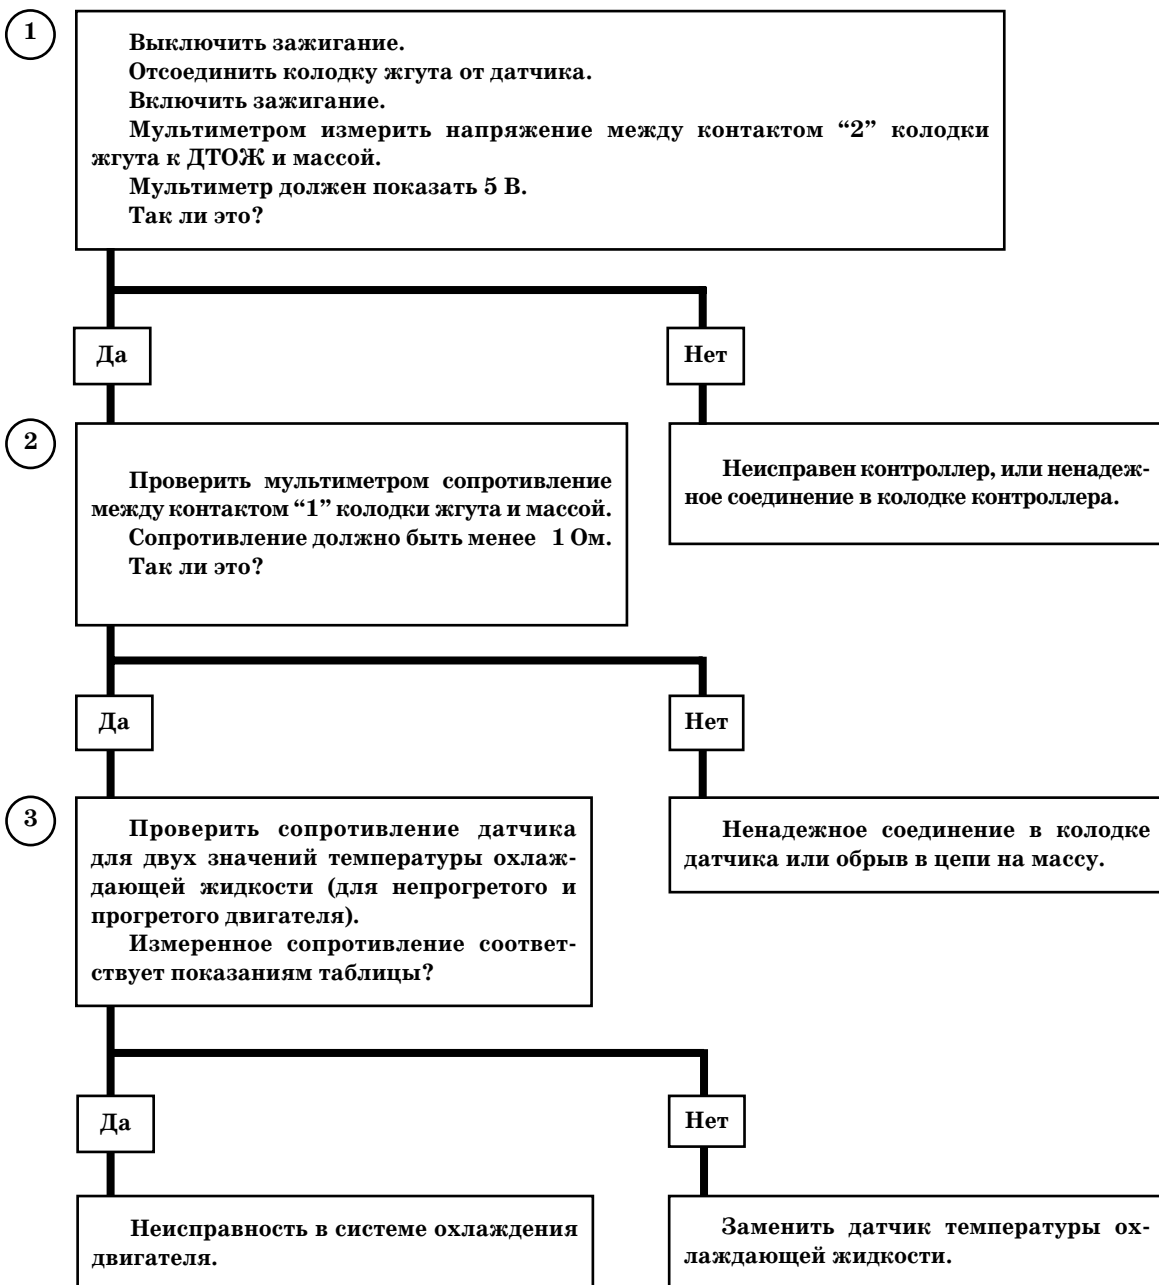 1
Выключить зажигание.
Отсоединить колодку жгута от датчика.
Включить зажигание.
Мультиметром измерить напряжение между контактом “2” колодки
жгута к ДТОЖ и массой.
Мультиметр должен показать 5 В.
Так ли это?
Да
Нет
2
Проверить мультиметром сопротивление
между контактом “1” колодки жгута и массой.
Сопротивление должно быть менее 1 Ом.
Так ли это?
Неисправен контроллер, или ненадеж-
ное соединение в колодке контроллера.
Да
Нет
3
Проверить сопротивление датчика
для двух значений температуры охлаж-
дающей жидкости (для непрогретого и
прогретого двигателя).
Измеренное сопротивление соответ-
ствует показаниям таблицы?
Ненадежное соединение в колодке
датчика или обрыв в цепи на массу.
Да
Нет
Неисправность в системе охлаждения
двигателя.
Заменить датчик температуры ох-
лаждающей жидкости.